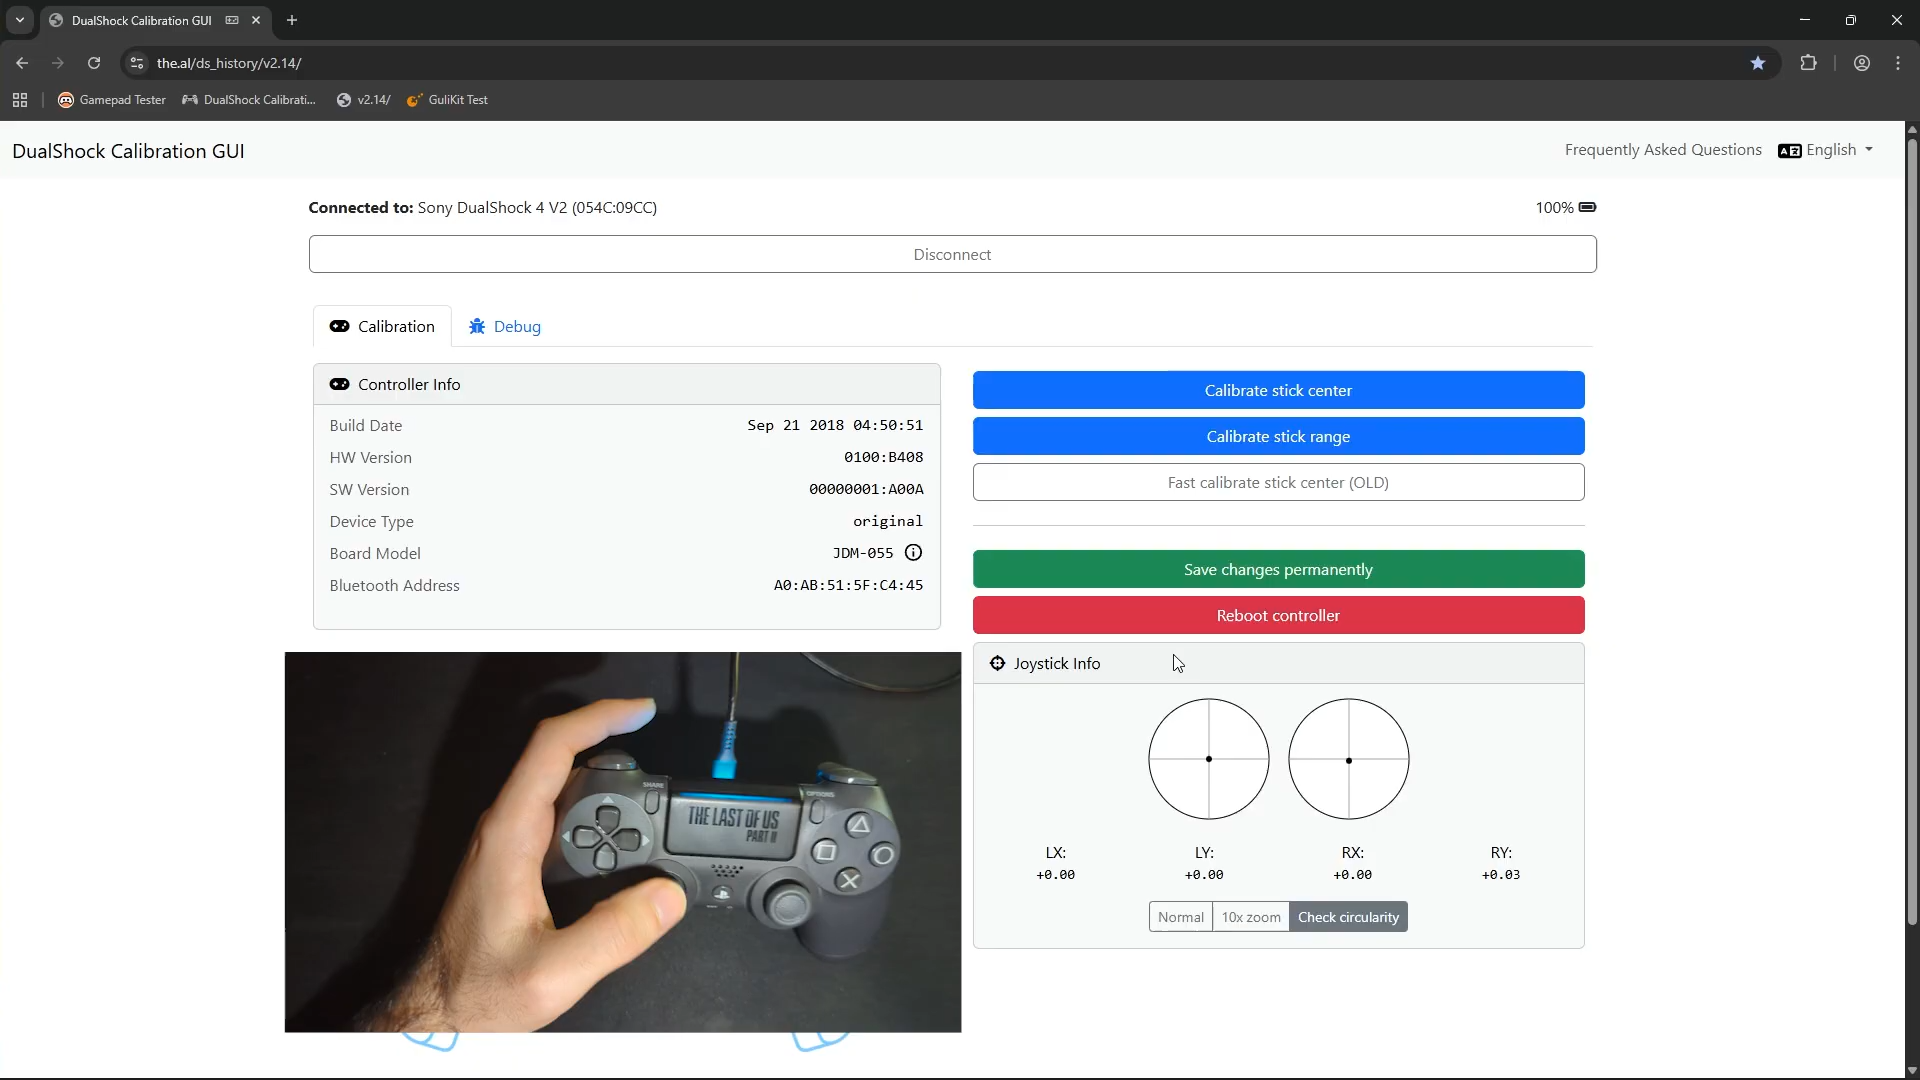 DualShock Calibration GUI
the.al/ds_history/v2.14/
Gamepad Tester
DualShock Calibrati...
v2.14/
GuliKit Test
DualShock Calibration GUI
Frequently Asked Questions
English
Connected to: Sony DualShock 4 V2 (054C:09CC)
100%
Disconnect
Calibration
Debug
Controller Info
Build Date Sep 21 2018 04:50:51
HW Version 0100:B408
SW Version 00000001:A00A
Device Type original
Board Model JDM-055
Bluetooth Address A0:AB:51:5F:C4:45
Calibrate stick center
Calibrate stick range
Fast calibrate stick center (OLD)
Save changes permanently
Reboot controller
Joystick Info
LX: LY: RX: RY:
+0.00 +0.00 +0.00 +0.03
Normal 10x zoom Check circularity
SHARE
OPTIONS
THE LAST OF US
PART II